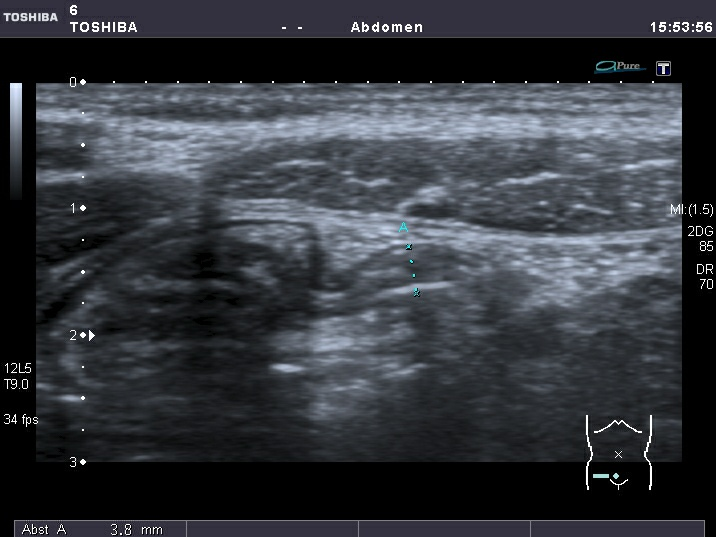 TOSHIBA
6
TOSHIBA - - Abdomen 15:53:56
aPure T
0
1
A
MI:(1.5)
2DG
85
DR
70
2
12L5
T9.0
34 fps
3
Abst A 3.8 mm